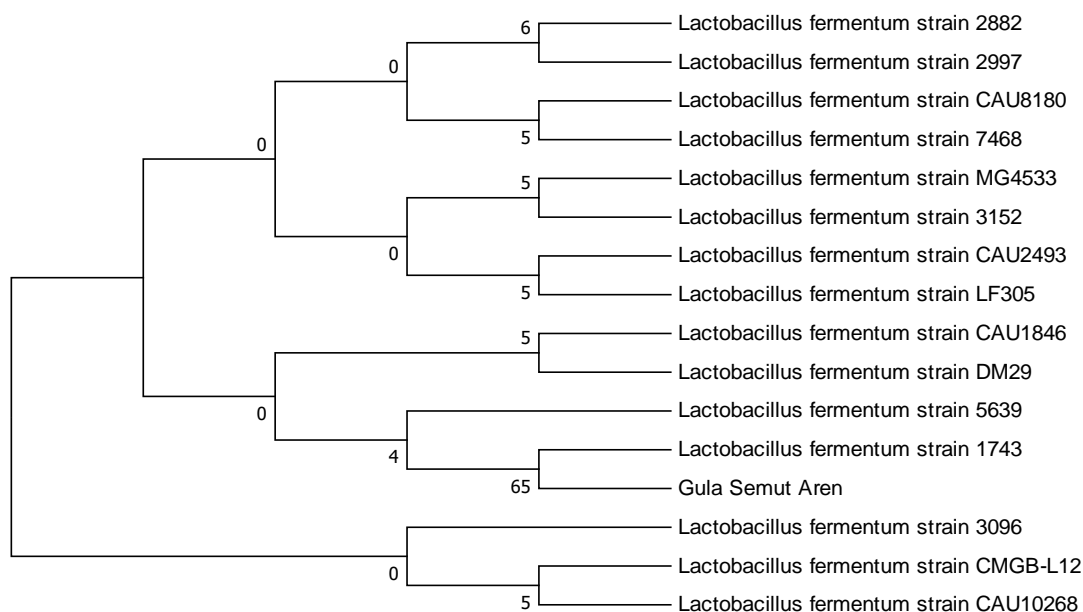 6
Lactobacillus fermentum strain 2882
0
Lactobacillus fermentum strain 2997
Lactobacillus fermentum strain CAU8180
0
5
Lactobacillus fermentum strain 7468
5
Lactobacillus fermentum strain MG4533
Lactobacillus fermentum strain 3152
0
Lactobacillus fermentum strain CAU2493
5
Lactobacillus fermentum strain LF305
5
Lactobacillus fermentum strain CAU1846
Lactobacillus fermentum strain DM29
0
Lactobacillus fermentum strain 5639
4
Lactobacillus fermentum strain 1743
65
Gula Semut Aren
Lactobacillus fermentum strain 3096
0
Lactobacillus fermentum strain CMGB-L12
5
Lactobacillus fermentum strain CAU10268